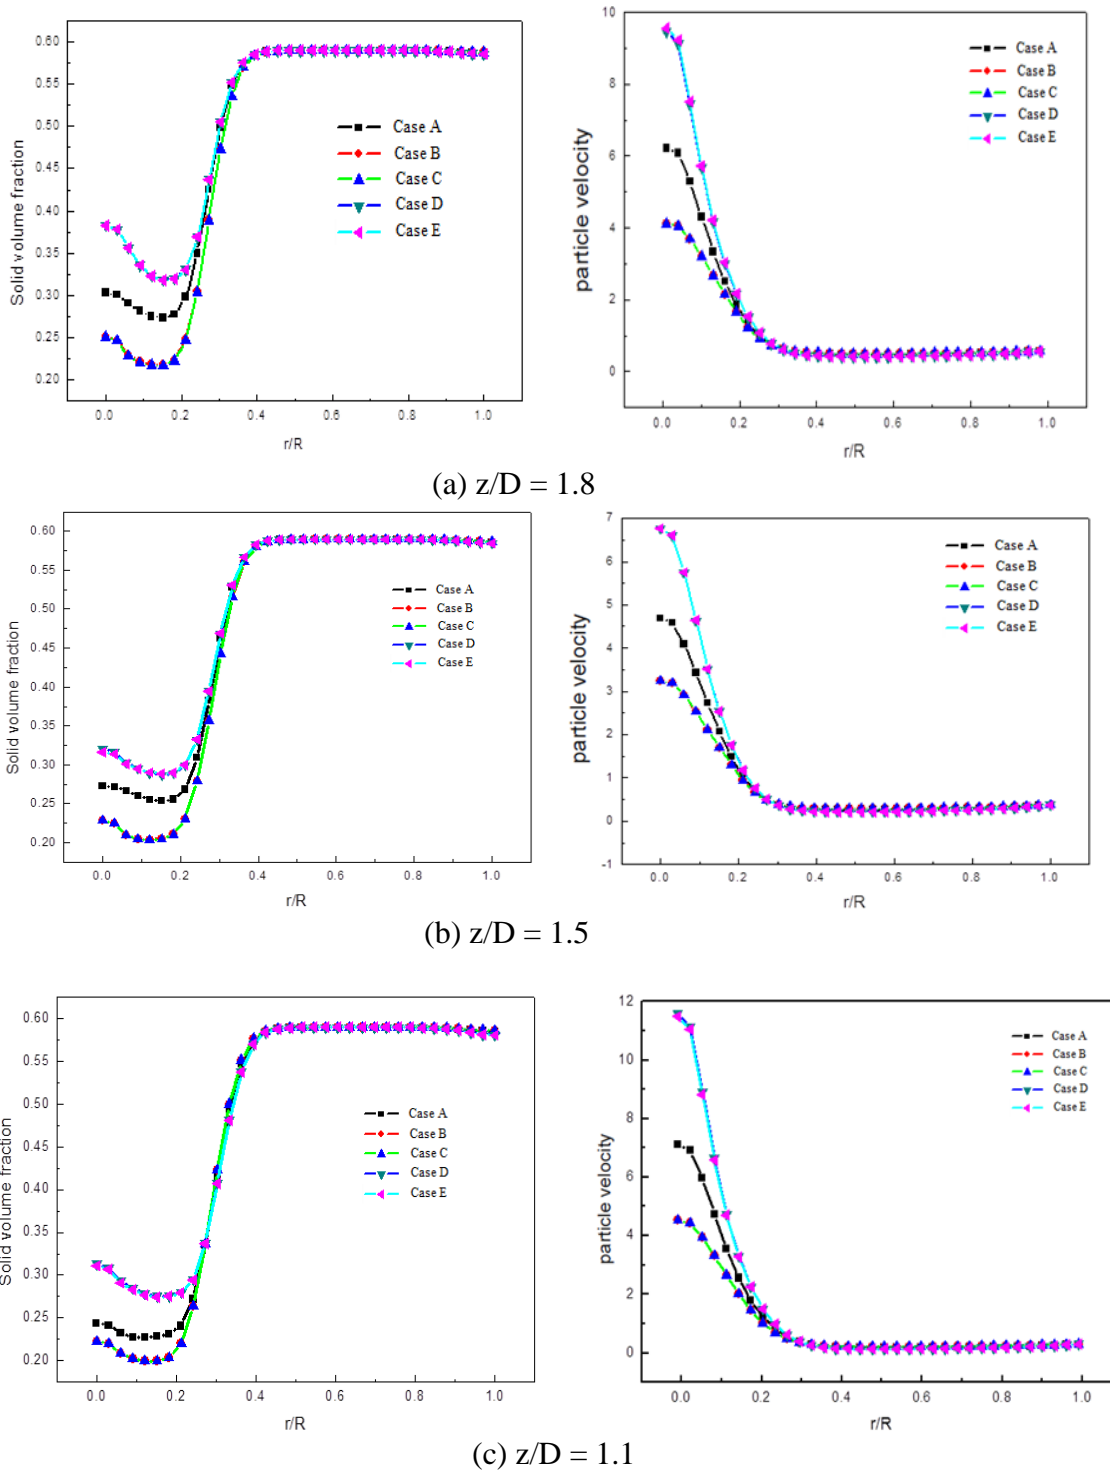 0.60
0.50
0.40
0.35
0.30
0.25
0.20
Solid volume fraction
0.0
0.2
0.4
0.6
0.8
1.0
r/R
Case A
Case B
Case C
Case D
Case E
10
8
6
4
2
0
particle velocity
0.0
0.2
0.4
0.6
0.8
1.0
r/R
Case A
Case B
Case C
Case D
Case E
(a) z/D = 1.8
0.60
0.55
0.50
0.45
0.40
0.35
0.30
0.25
0.20
Solid volume fraction
0.0
0.2
0.4
0.6
0.8
1.0
r/R
Case A
Case B
Case C
Case D
Case E
7
6
5
4
3
2
1
0
-1
particle velocity
0.0
0.2
0.4
0.6
0.8
1.0
r/R
Case A
Case B
Case C
Case D
Case E
(b) z/D = 1.5
0.60
0.55
0.50
0.45
0.40
0.35
0.30
0.25
0.20
Solid volume fraction
0.0
0.2
0.4
0.6
0.8
1.0
r/R
Case A
Case B
Case C
Case D
Case E
12
10
8
6
4
2
0
particle velocity
0.0
0.2
0.4
0.6
0.8
1.0
r/R
Case A
Case B
Case C
Case D
Case E
(c) z/D = 1.1